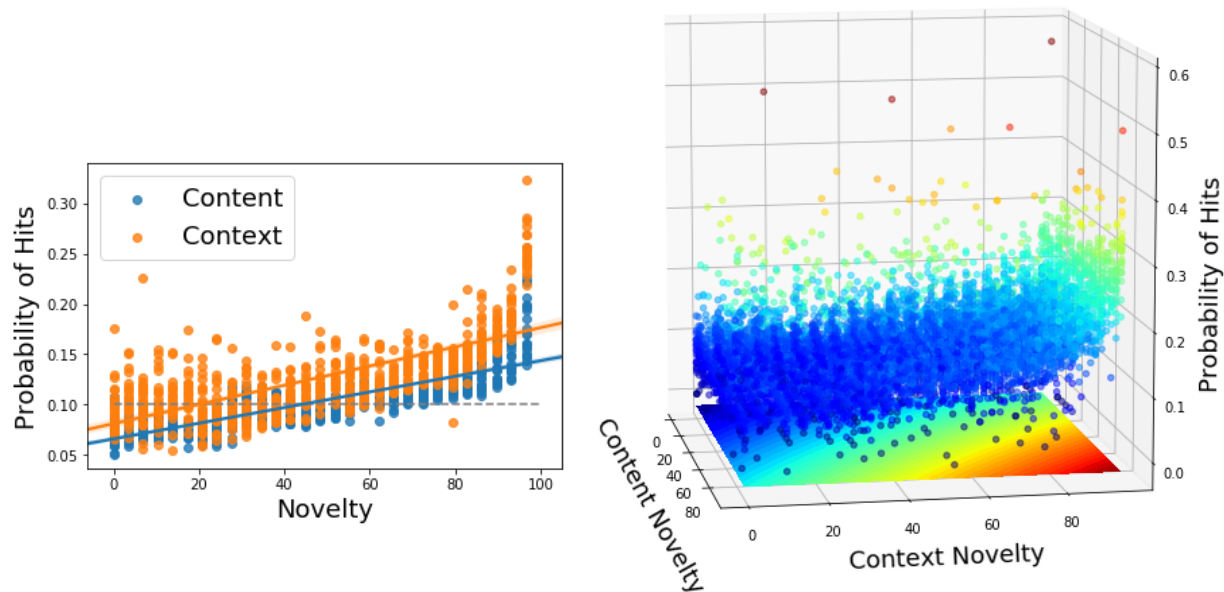 Probability of Hits
0.30
0.25
0.20
0.15
0.10
0.05
Content
Context
0 20 40 60 80 100
Novelty
0.6
0.5
0.4
0.3
0.2
0.1
0.0
Probability of Hits
0
20
40
60
80
Content Novelty
0 20 40 60 80
Context Novelty